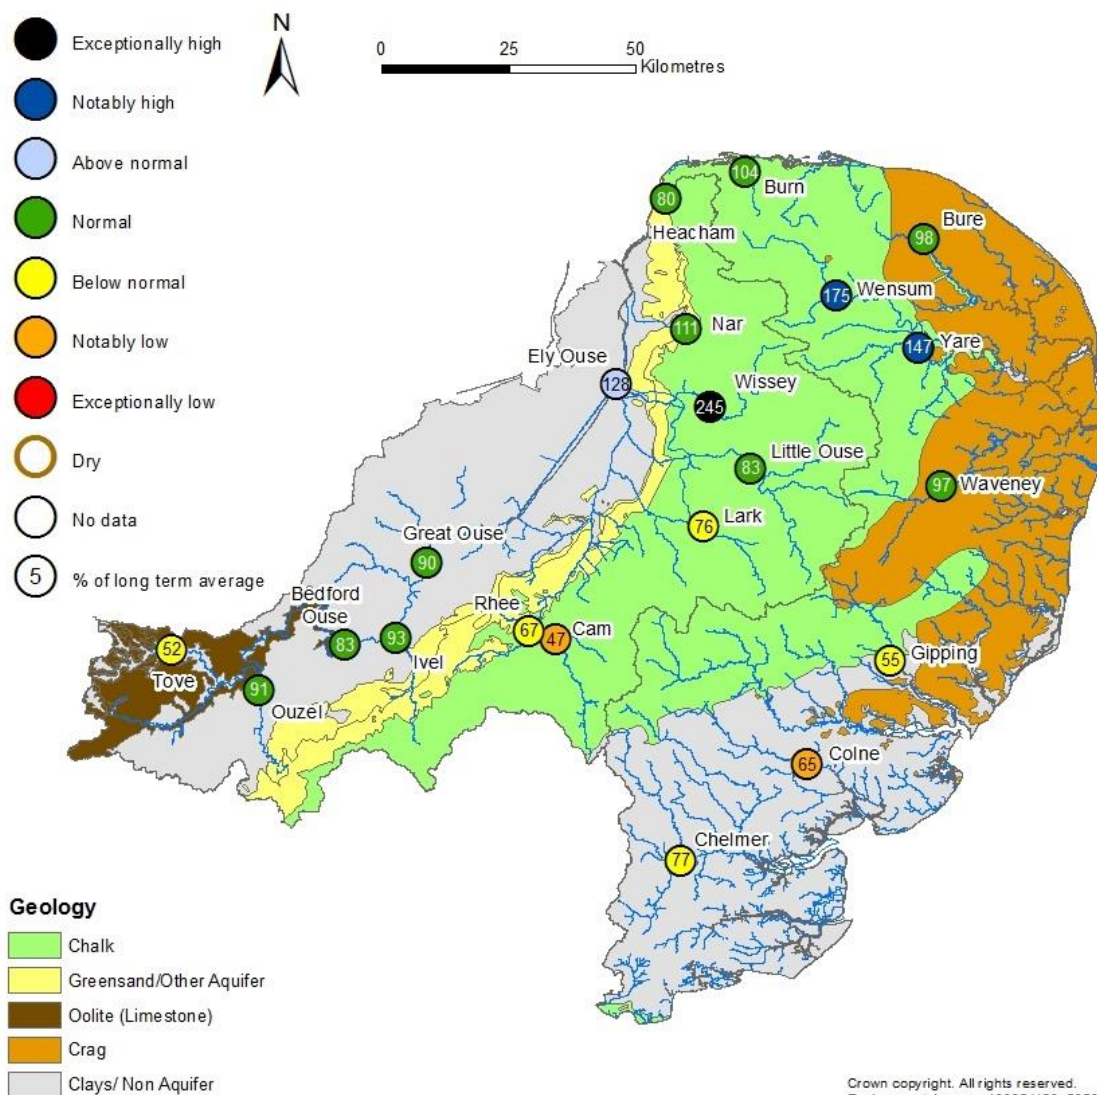 Exceptionally high
Notably high
Above normal
Normal
Below normal
Notably low
Exceptionally low
Dry
No data
5 % of long term average
N
0 25 50
Kilometres
104
Burn
80
Heacham
98
Bure
175
Wensum
111
Nar
147
Yare
Ely Ouse
128
Wissey
245
Little Ouse
83
97
Waveney
Lark
76
Great Ouse
90
Bedford
Ouse
83
93
Ivel
Rhee
67
47
Cam
52
Tove
91
Ouzel
Gipping
55
Colne
65
Chelmer
77
Geology
Chalk
Greensand/Other Aquifer
Oolite (Limestone)
Crag
Clays/ Non Aquifer
Crown copyright. All rights reserved.